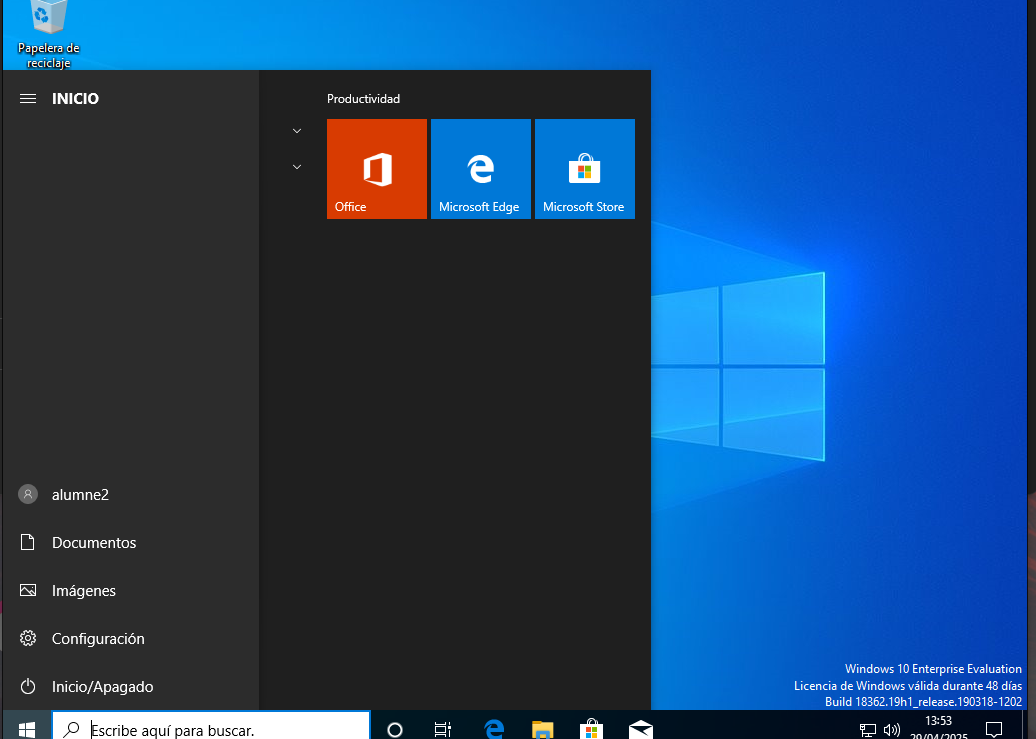 Papelera de
reciclaje
INICIO
Productividad
Office
Microsoft Edge
Microsoft Store
alumne2
Documentos
Imágenes
Configuración
Inicio/Apagado
Windows 10 Enterprise Evaluation
Licencia de Windows válida durante 48 días
Build 18362.19h1_release.190318-1202
Escribe aquí para buscar.
13:53
29/04/2025